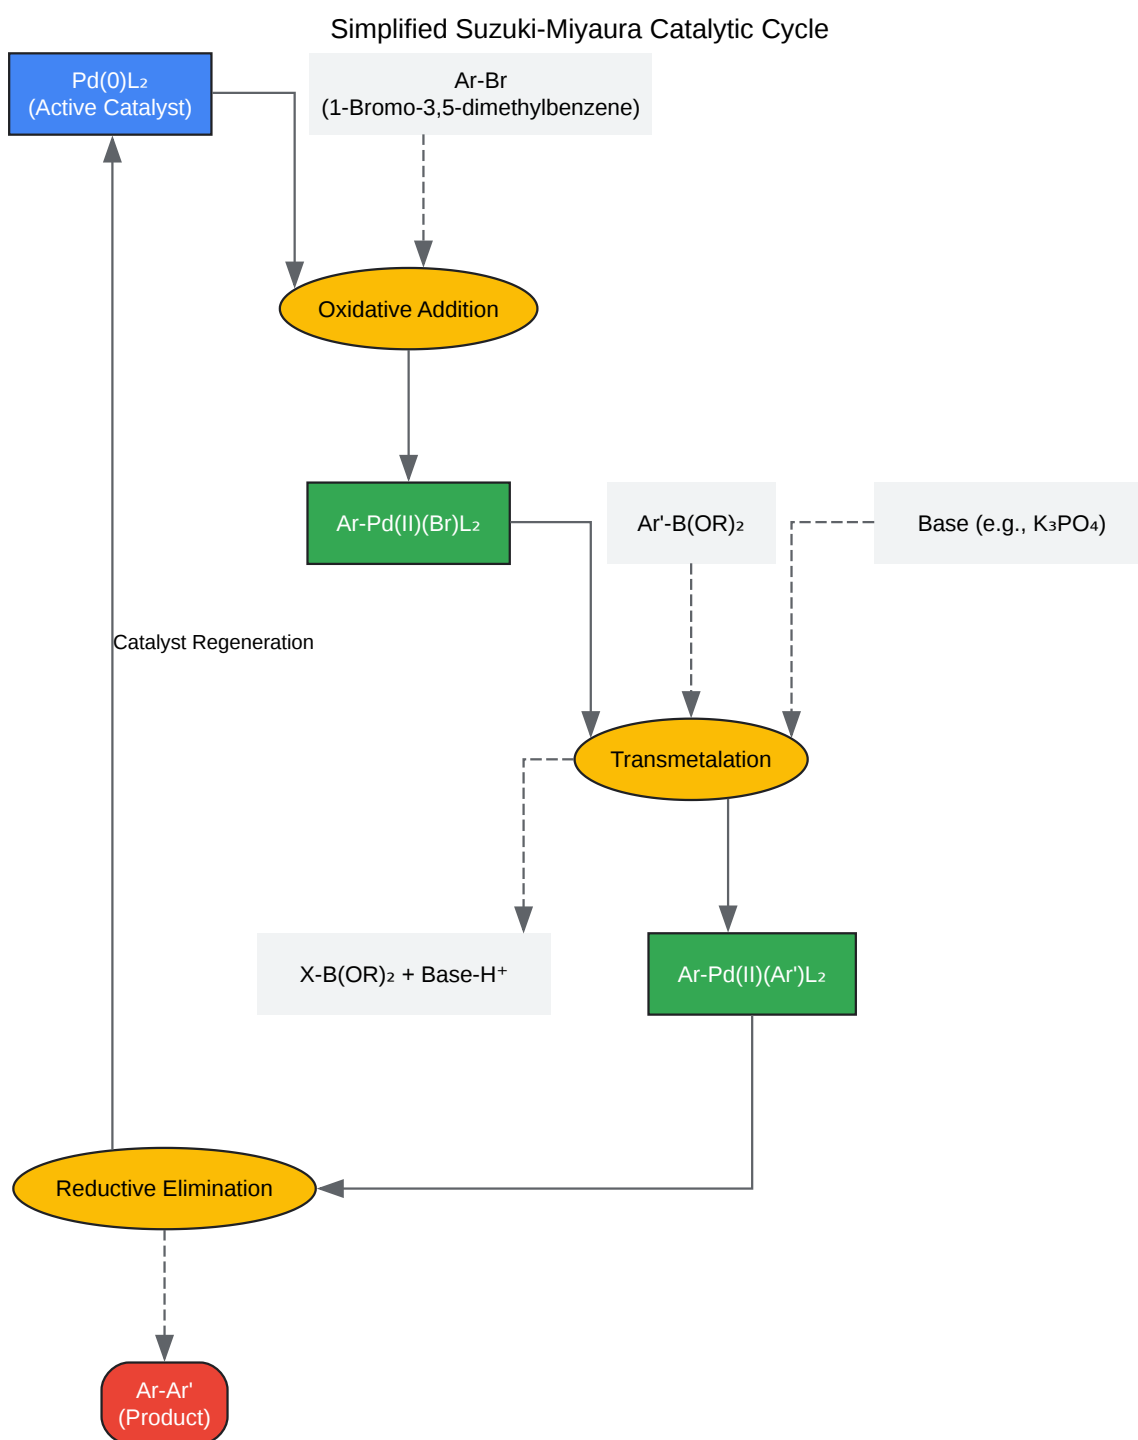 Simplified Suzuki-Miyaura Catalytic Cycle
Pd(0)L₂
(Active Catalyst)
Ar-Br
(1-Bromo-3,5-dimethylbenzene)
Oxidative Addition
Ar-Pd(II)(Br)L₂
Ar'-B(OR)₂
Base (e.g., K₃PO₄)
Catalyst Regeneration
Transmetalation
X-B(OR)₂ + Base-H⁺
Ar-Pd(II)(Ar')L₂
Reductive Elimination
Ar-Ar'
(Product)